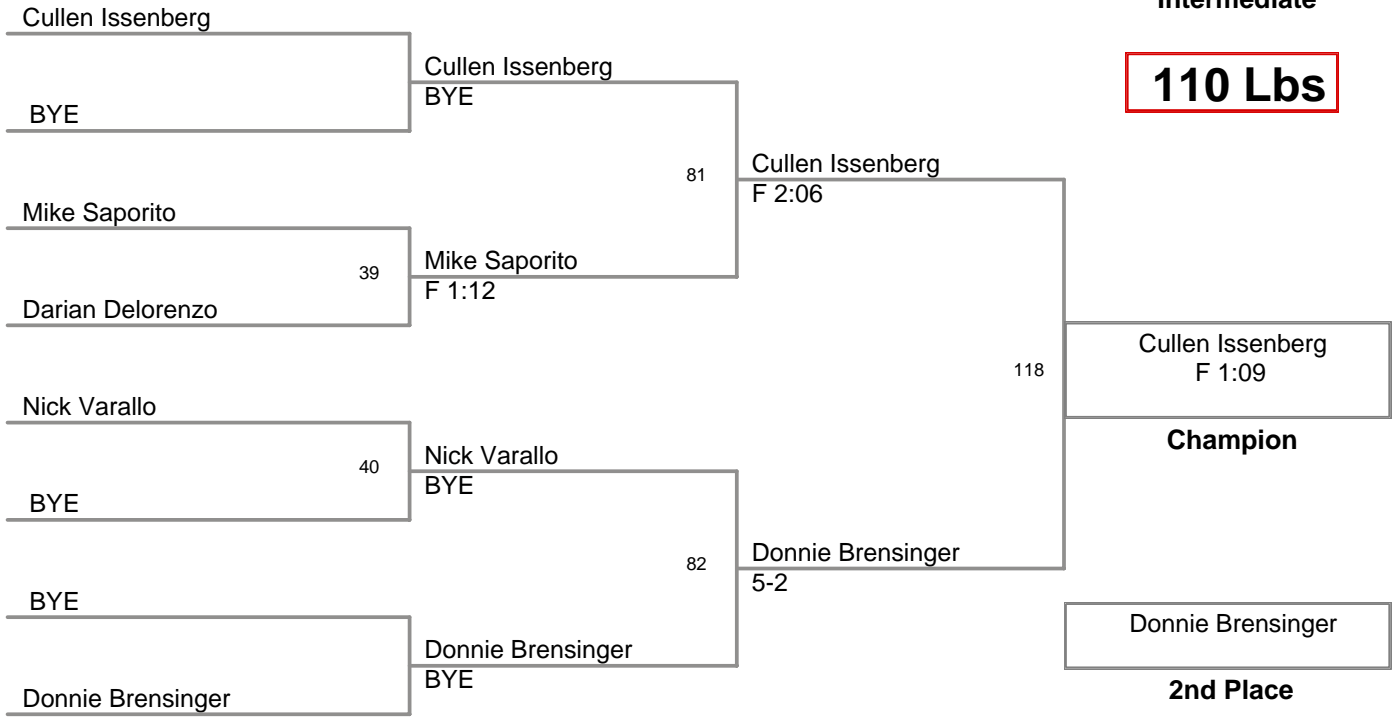 Intermediate
110 Lbs
Cullen Issenberg
BYE
Mike Saporito
39
Darian Delorenzo
Nick Varallo
40
BYE
BYE
Donnie Brensinger
Cullen Issenberg
BYE
81
Mike Saporito
F 1:12
Nick Varallo
BYE
82
Donnie Brensinger
BYE
Cullen Issenberg
F 2:06
118
Donnie Brensinger
5-2
Cullen Issenberg
F 1:09
Champion
Donnie Brensinger
2nd Place